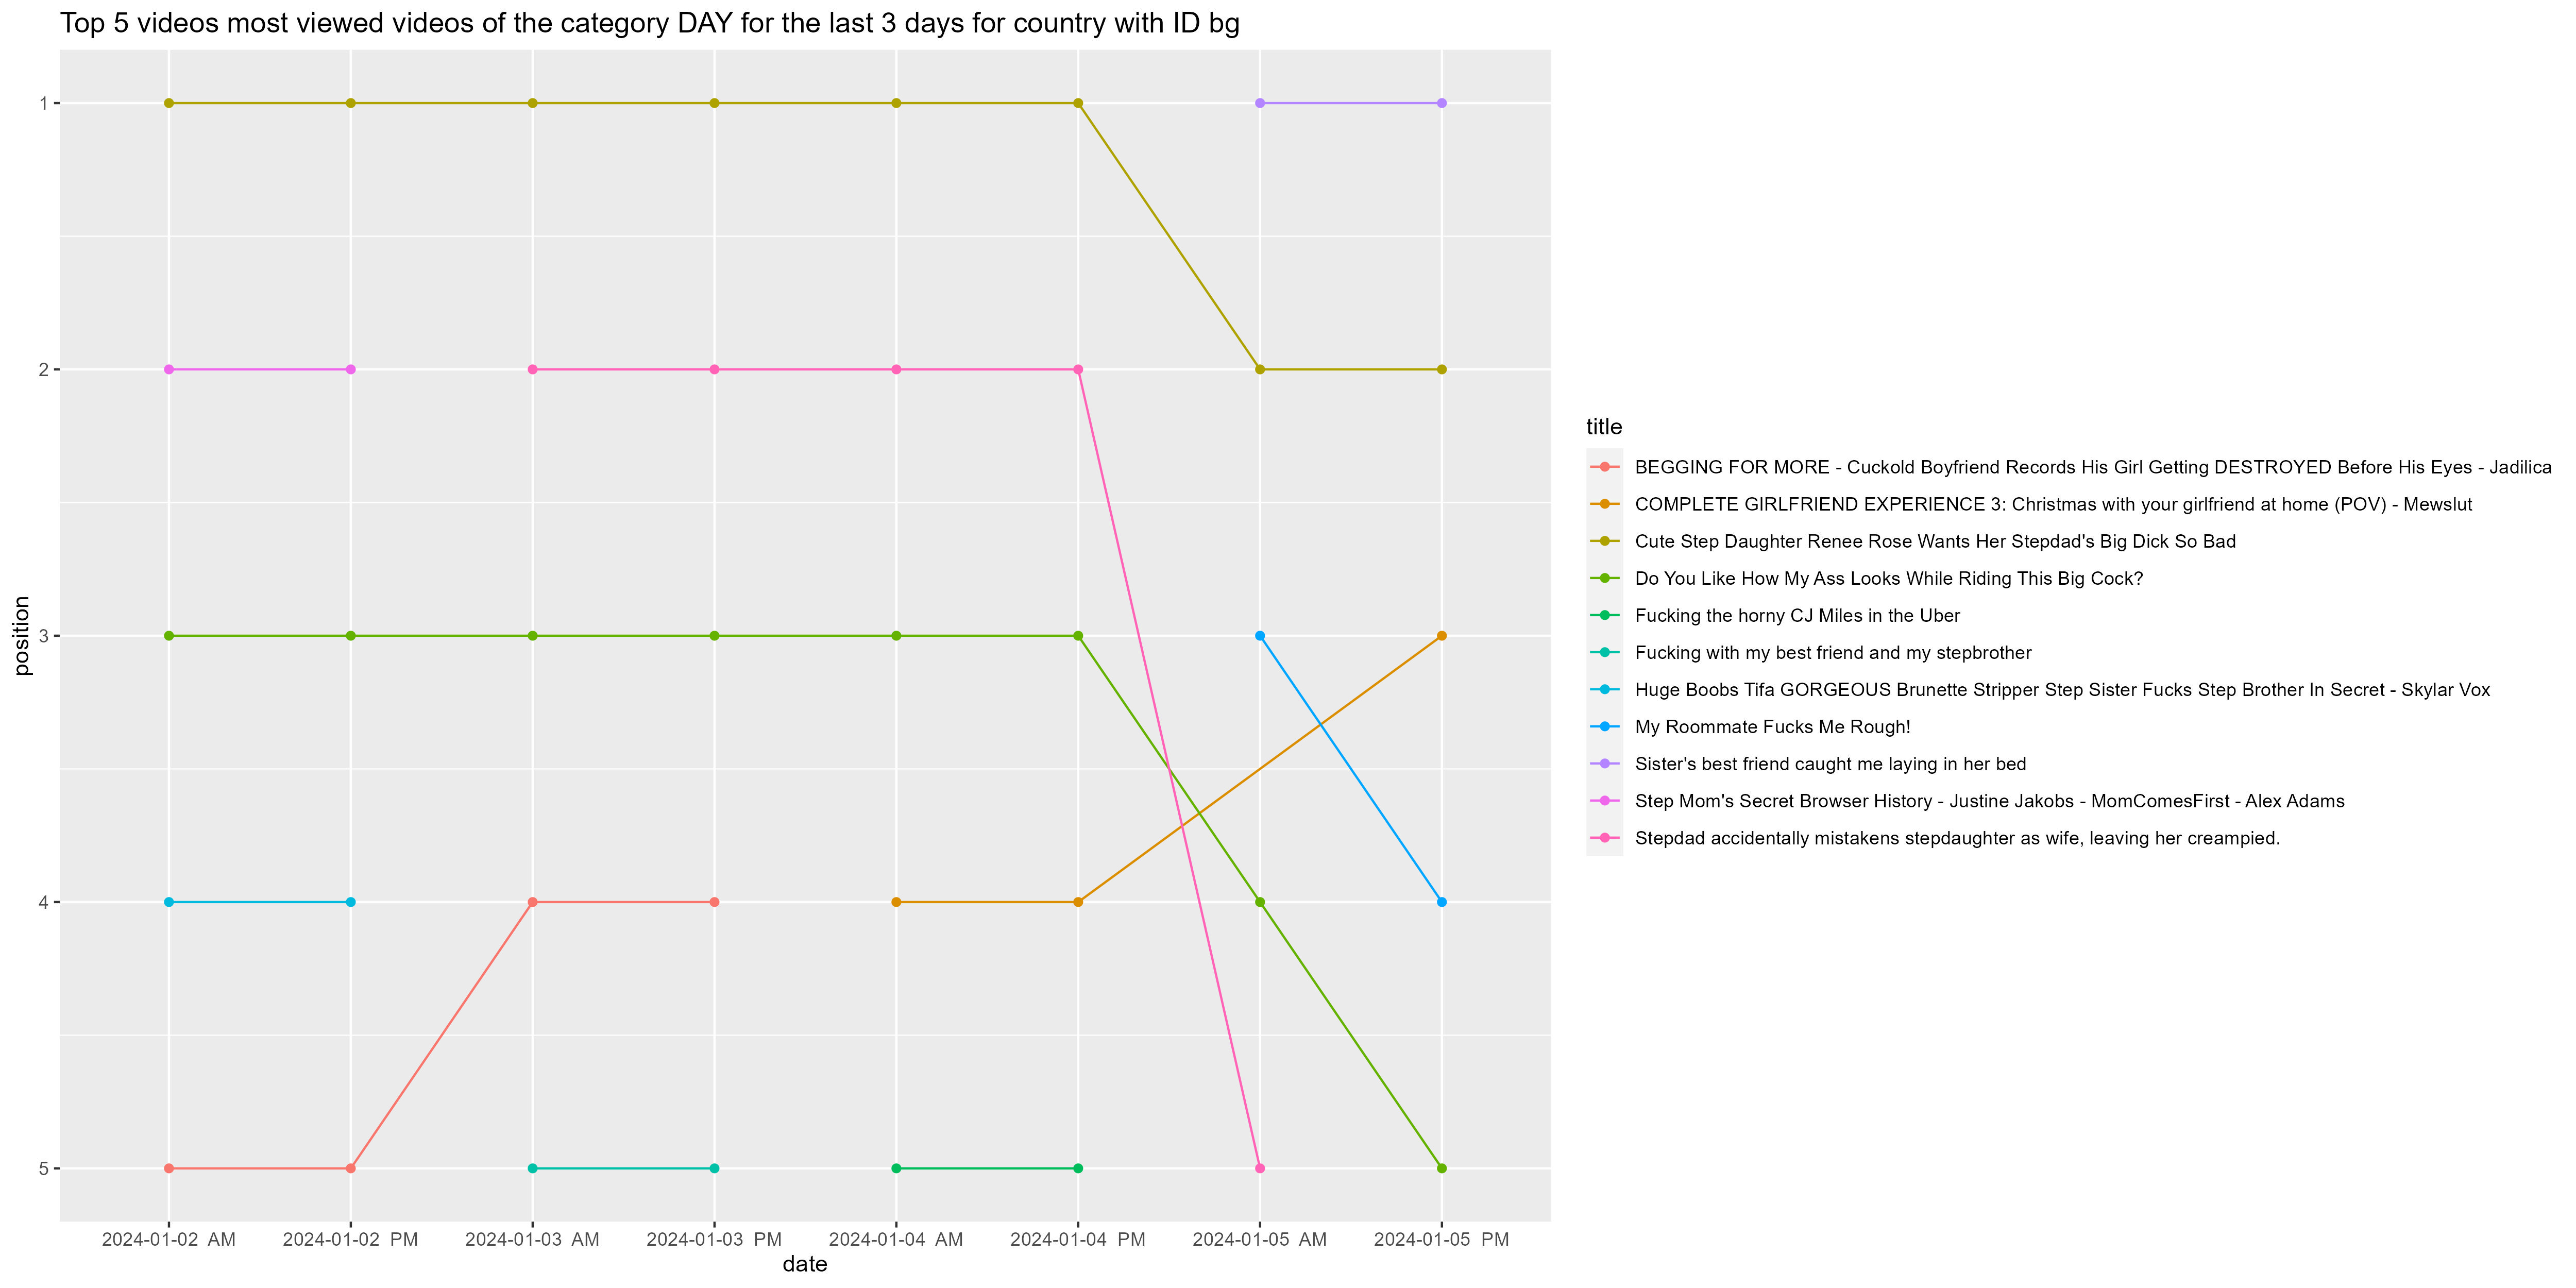 Top 5 videos most viewed videos of the category DAY for the last 3 days for country with ID bg
position
1
2
3
4
5
2024-01-02 AM
2024-01-02 PM
2024-01-03 AM
2024-01-03 PM
2024-01-04 AM
2024-01-04 PM
2024-01-05 AM
2024-01-05 PM
date
title
BEGGING FOR MORE - Cuckold Boyfriend Records His Girl Getting DESTROYED Before His Eyes - Jadilica
COMPLETE GIRLFRIEND EXPERIENCE 3: Christmas with your girlfriend at home (POV) - Mewslut
Cute Step Daughter Renee Rose Wants Her Stepdad's Big Dick So Bad
Do You Like How My Ass Looks While Riding This Big Cock?
Fucking the horny CJ Miles in the Uber
Fucking with my best friend and my stepbrother
Huge Boobs Tifa GORGEOUS Brunette Stripper Step Sister Fucks Step Brother In Secret - Skylar Vox
My Roommate Fucks Me Rough!
Sister's best friend caught me laying in her bed
Step Mom's Secret Browser History - Justine Jakobs - MomComesFirst - Alex Adams
Stepdad accidentally mistakens stepdaughter as wife, leaving her creampied.